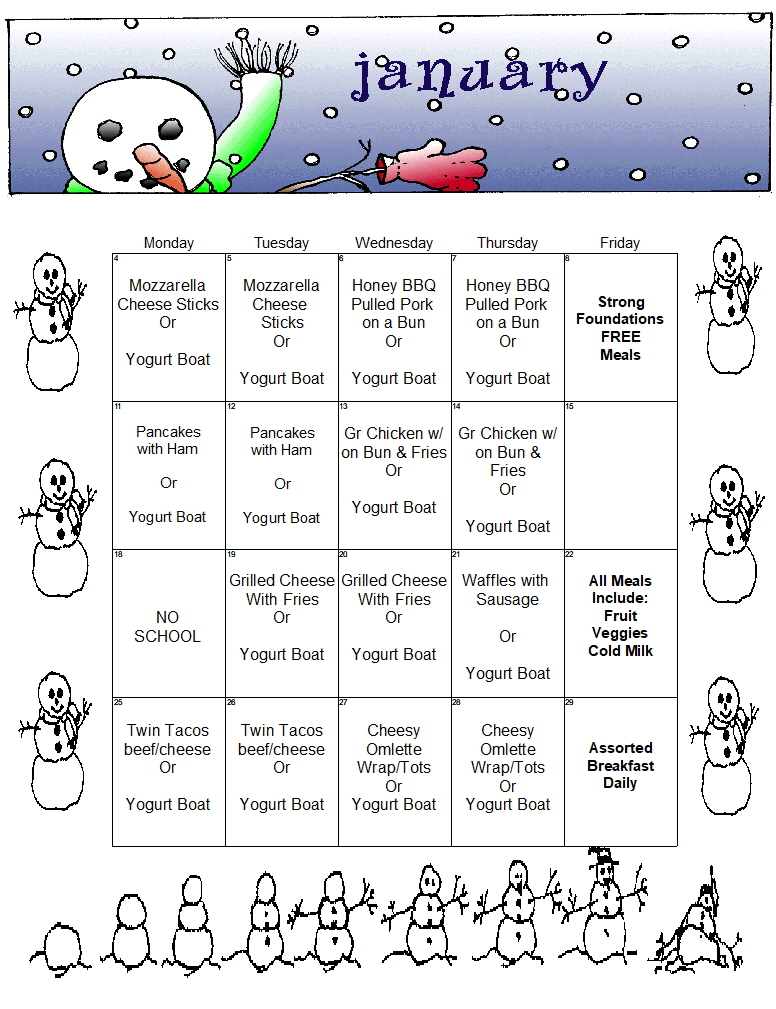 january
Monday Tuesday Wednesday Thursday Friday
4
Mozzarella
Cheese Sticks
Or
Yogurt Boat
5
Mozzarella
Cheese
Sticks
Or
Yogurt Boat
6
Honey BBQ
Pulled Pork
on a Bun
Or
Yogurt Boat
7
Honey BBQ
Pulled Pork
on a Bun
Or
Yogurt Boat
8
Strong
Foundations
FREE
Meals
11
Pancakes
with Ham
Or
Yogurt Boat
12
Pancakes
with Ham
Or
Yogurt Boat
13
Gr Chicken w/
on Bun & Fries
Or
Yogurt Boat
14
Gr Chicken w/
on Bun &
Fries
Or
Yogurt Boat
15
18
NO
SCHOOL
19
Grilled Cheese
With Fries
Or
Yogurt Boat
20
Grilled Cheese
With Fries
Or
Yogurt Boat
21
Waffles with
Sausage
Or
Yogurt Boat
22
All Meals
Include:
Fruit
Veggies
Cold Milk
25
Twin Tacos
beef/cheese
Or
Yogurt Boat
26
Twin Tacos
beef/cheese
Or
Yogurt Boat
27
Cheesy
Omlette
Wrap/Tots
Or
Yogurt Boat
28
Cheesy
Omlette
Wrap/Tots
Or
Yogurt Boat
29
Assorted
Breakfast
Daily